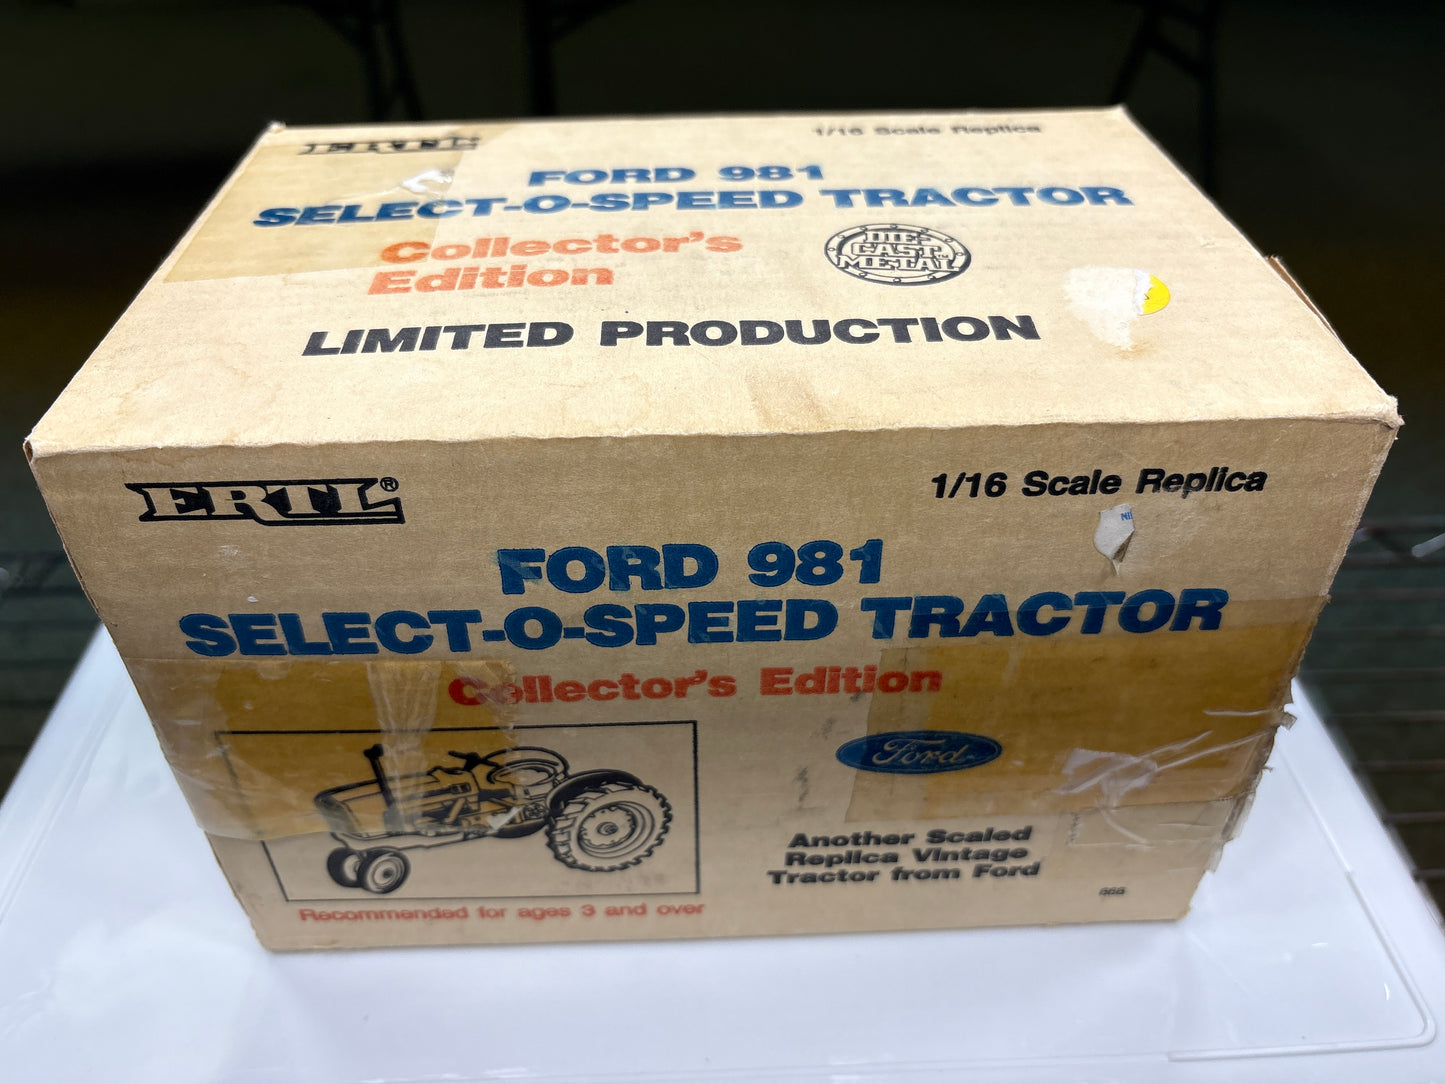 ERTL
1/16 Scale Replica
FORD 981
SELECT-O-SPEED TRACTOR
Collector's
Edition
DIE-
CAST
METAL
LIMITED PRODUCTION
ERTL®
1/16 Scale Replica
FORD 981
SELECT-O-SPEED TRACTOR
Collector's Edition
Ford
Another Scaled
Replica Vintage
Tractor from Ford
Recommended for ages 3 and over